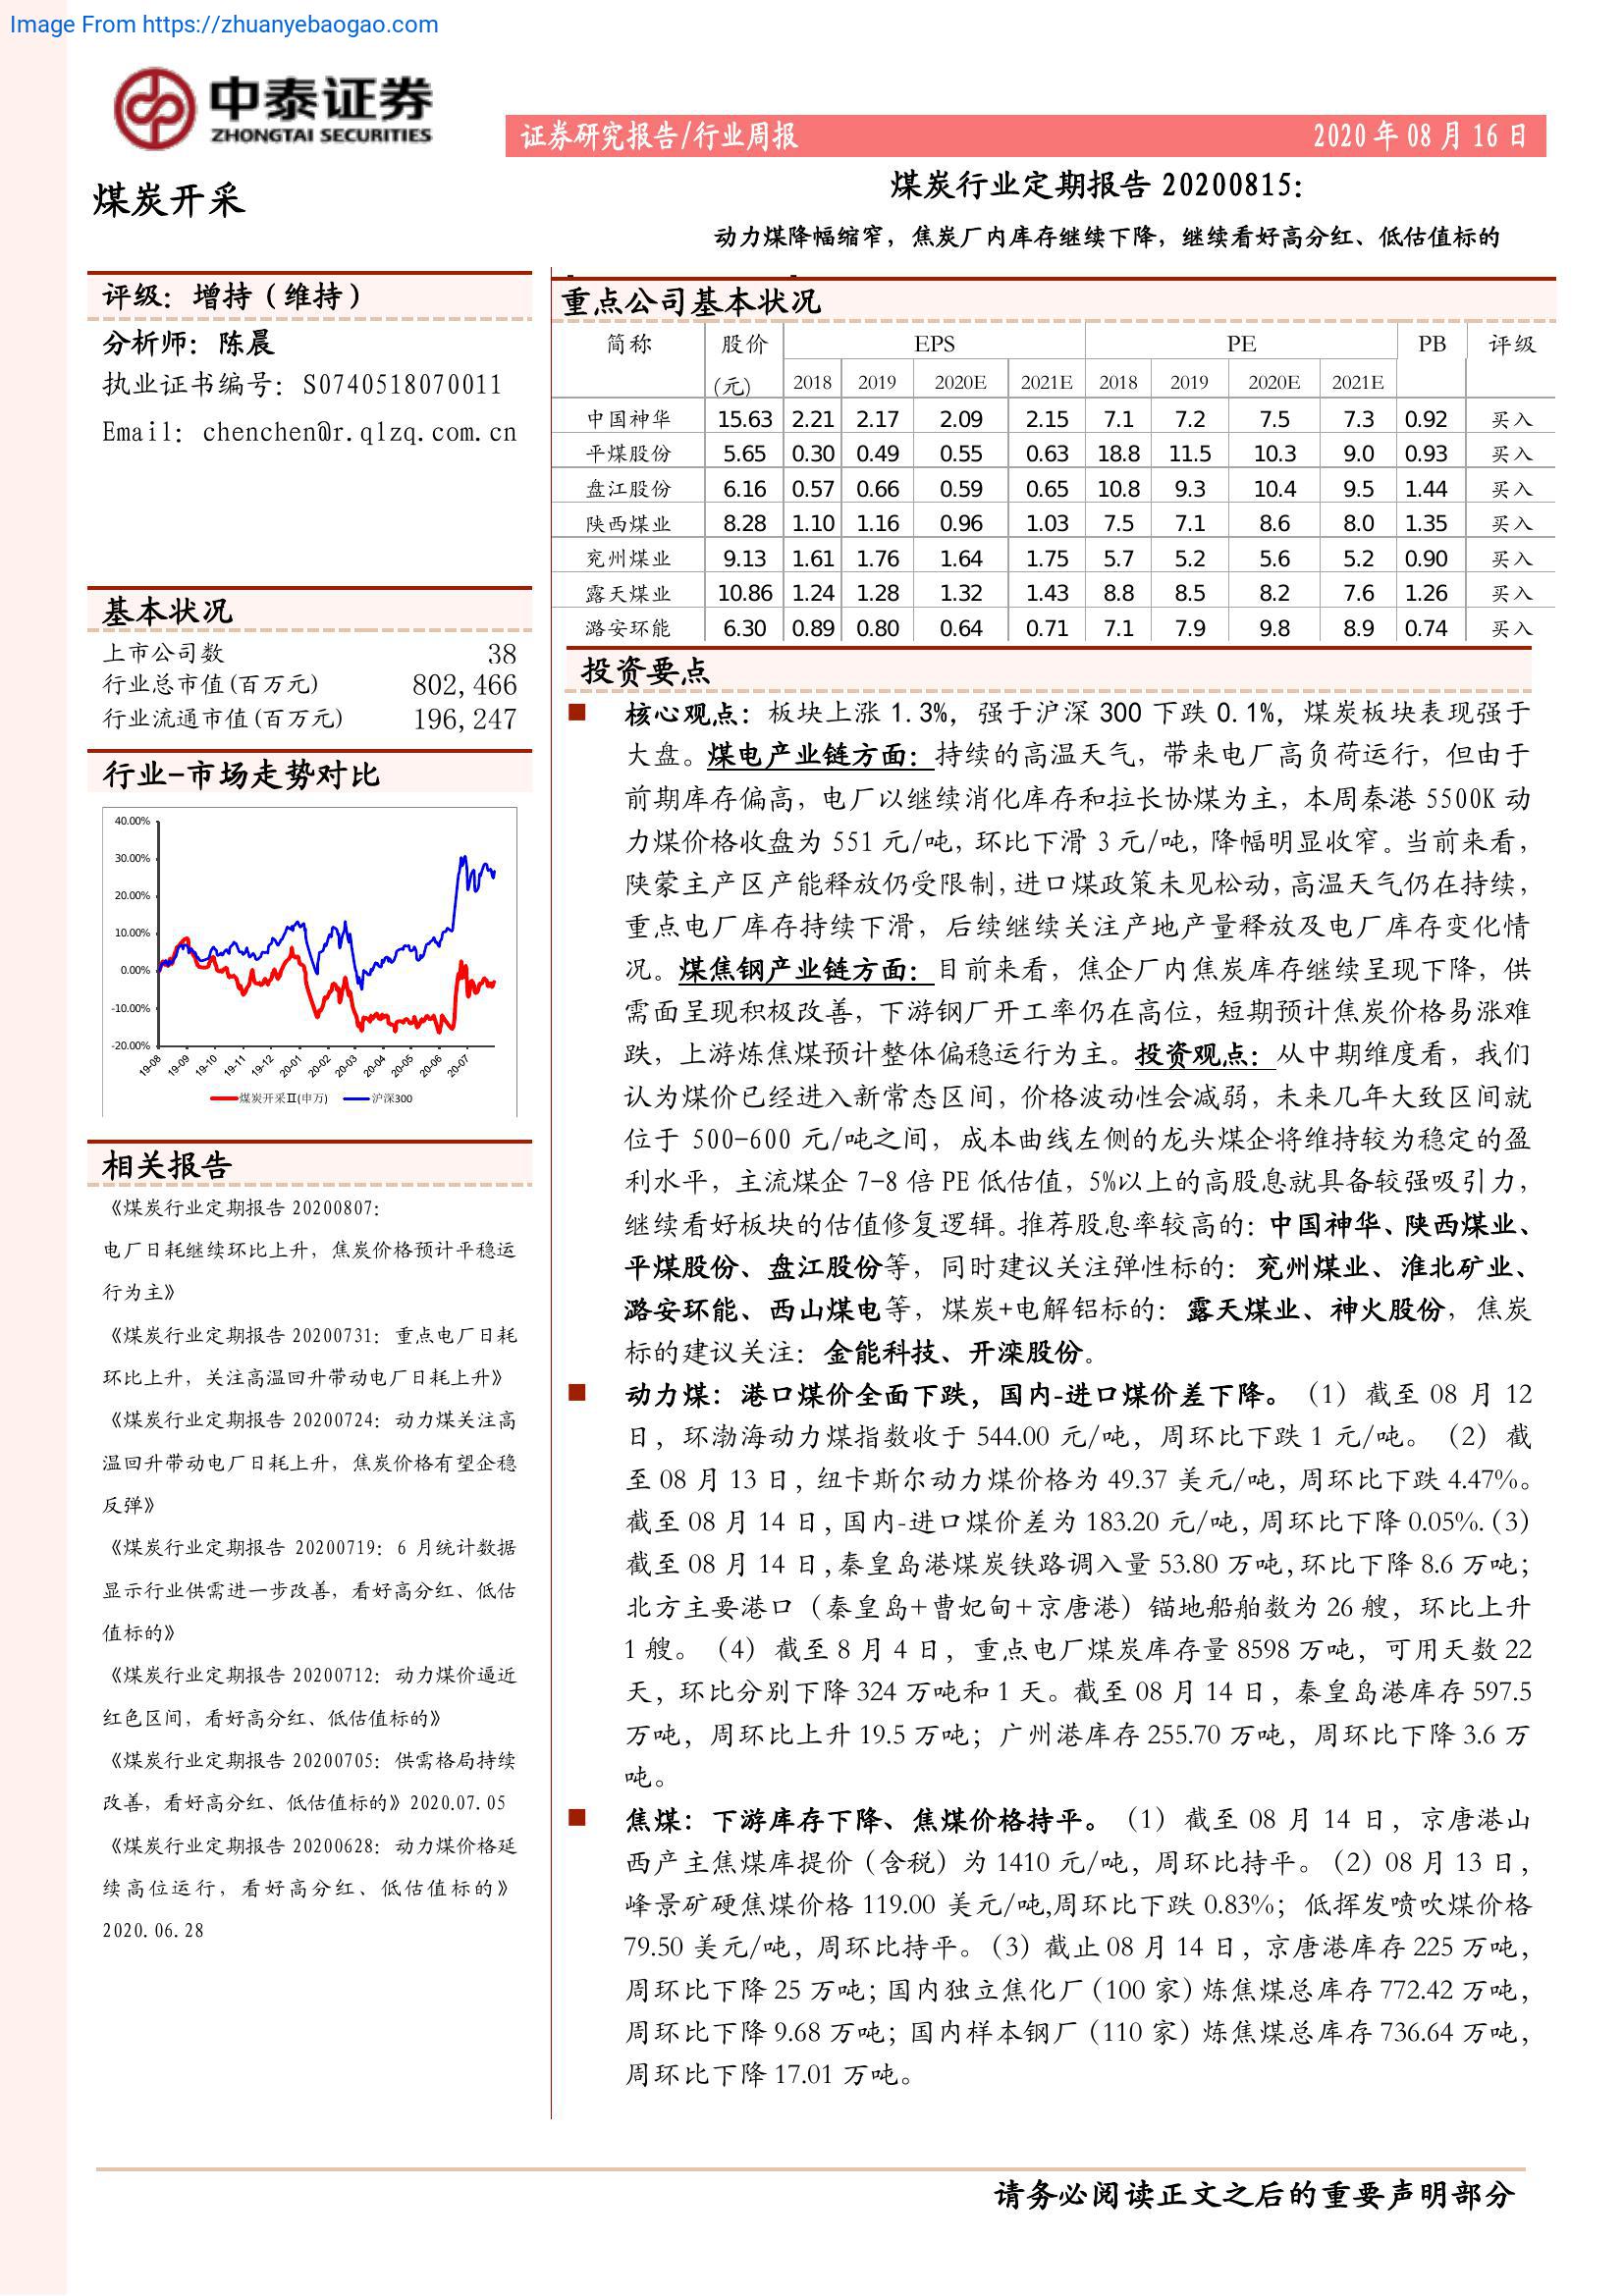 Image From https://zhuanyebaogao.com
中泰证券
ZHONGTAI SECURITIES
证券研究报告/行业周报 2020 年 08 月 16 日
煤炭开采
煤炭行业定期报告 20200815：
动力煤降幅缩窄，焦炭厂内库存继续下降，继续看好高分红、低估值标的
评级：增持（维持）
分析师：陈晨
执业证书编号：S0740518070011
Email：chenchen@r.qlzq.com.cn
基本状况
上市公司数 38
行业总市值(百万元) 802,466
行业流通市值(百万元) 196,247
行业-市场走势对比
40.00%
30.00%
20.00%
10.00%
0.00%
-10.00%
-20.00%
19-08 19-09 19-10 19-11 19-12 20-01 20-02 20-03 20-04 20-05 20-06 20-07
煤炭开采Ⅱ(申万) 沪深300
相关报告
《煤炭行业定期报告 20200807：
电厂日耗继续环比上升，焦炭价格预计平稳运
行为主》
《煤炭行业定期报告 20200731：重点电厂日耗
环比上升，关注高温回升带动电厂日耗上升》
《煤炭行业定期报告 20200724：动力煤关注高
温回升带动电厂日耗上升，焦炭价格有望企稳
反弹》
《煤炭行业定期报告 20200719：6 月统计数据
显示行业供需进一步改善，看好高分红、低估
值标的》
《煤炭行业定期报告 20200712：动力煤价逼近
红色区间，看好高分红、低估值标的》
《煤炭行业定期报告 20200705：供需格局持续
改善，看好高分红、低估值标的》2020.07.05
《煤炭行业定期报告 20200628：动力煤价格延
续高位运行，看好高分红、低估值标的》
2020.06.28
重点公司基本状况
简称 股价 EPS PE PB 评级
(元) 2018 2019 2020E 2021E 2018 2019 2020E 2021E
中国神华 15.63 2.21 2.17 2.09 2.15 7.1 7.2 7.5 7.3 0.92 买入
平煤股份 5.65 0.30 0.49 0.55 0.63 18.8 11.5 10.3 9.0 0.93 买入
盘江股份 6.16 0.57 0.66 0.59 0.65 10.8 9.3 10.4 9.5 1.44 买入
陕西煤业 8.28 1.10 1.16 0.96 1.03 7.5 7.1 8.6 8.0 1.35 买入
兖州煤业 9.13 1.61 1.76 1.64 1.75 5.7 5.2 5.6 5.2 0.90 买入
露天煤业 10.86 1.24 1.28 1.32 1.43 8.8 8.5 8.2 7.6 1.26 买入
潞安环能 6.30 0.89 0.80 0.64 0.71 7.1 7.9 9.8 8.9 0.74 买入
投资要点
核心观点：板块上涨 1.3%，强于沪深 300 下跌 0.1%，煤炭板块表现强于
大盘。煤电产业链方面：持续的高温天气，带来电厂高负荷运行，但由于
前期库存偏高，电厂以继续消化库存和拉长协煤为主，本周秦港 5500K 动
力煤价格收盘为 551 元/吨，环比下滑 3 元/吨，降幅明显收窄。当前来看，
陕蒙主产区产能释放仍受限制，进口煤政策未见松动，高温天气仍在持续，
重点电厂库存持续下滑，后续继续关注产地产量释放及电厂库存变化情
况。煤焦钢产业链方面：目前来看，焦企厂内焦炭库存继续呈现下降，供
需面呈现积极改善，下游钢厂开工率仍在高位，短期预计焦炭价格易涨难
跌，上游炼焦煤预计整体偏稳运行为主。投资观点：从中期维度看，我们
认为煤价已经进入新常态区间，价格波动性会减弱，未来几年大致区间就
位于 500-600 元/吨之间，成本曲线左侧的龙头煤企将维持较为稳定的盈
利水平，主流煤企 7-8 倍 PE 低估值，5%以上的高股息就具备较强吸引力，
继续看好板块的估值修复逻辑。推荐股息率较高的：中国神华、陕西煤业、
平煤股份、盘江股份等，同时建议关注弹性标的：兖州煤业、淮北矿业、
潞安环能、西山煤电等，煤炭+电解铝标的：露天煤业、神火股份，焦炭
标的建议关注：金能科技、开滦股份。
动力煤：港口煤价全面下跌，国内-进口煤价差下降。（1）截至 08 月 12
日，环渤海动力煤指数收于 544.00 元/吨，周环比下跌 1 元/吨。（2）截
至 08 月 13 日，纽卡斯尔动力煤价格为 49.37 美元/吨，周环比下跌 4.47%。
截至 08 月 14 日，国内-进口煤价差为 183.20 元/吨，周环比下降 0.05%.（3）
截至 08 月 14 日，秦皇岛港煤炭铁路调入量 53.80 万吨，环比下降 8.6 万吨；
北方主要港口（秦皇岛+曹妃甸+京唐港）锚地船舶数为 26 艘，环比上升
1 艘。（4）截至 8 月 4 日，重点电厂煤炭库存量 8598 万吨，可用天数 22
天，环比分别下降 324 万吨和 1 天。截至 08 月 14 日，秦皇岛港库存 597.5
万吨，周环比上升 19.5 万吨；广州港库存 255.70 万吨，周环比下降 3.6 万
吨。
焦煤：下游库存下降、焦煤价格持平。（1）截至 08 月 14 日，京唐港山
西产主焦煤库提价（含税）为 1410 元/吨，周环比持平。（2）08 月 13 日，
峰景矿硬焦煤价格 119.00 美元/吨,周环比下跌 0.83%；低挥发喷吹煤价格
79.50 美元/吨，周环比持平。（3）截止 08 月 14 日，京唐港库存 225 万吨，
周环比下降 25 万吨；国内独立焦化厂（100 家）炼焦煤总库存 772.42 万吨，
周环比下降 9.68 万吨；国内样本钢厂（110 家）炼焦煤总库存 736.64 万吨，
周环比下降 17.01 万吨。
请务必阅读正文之后的重要声明部分